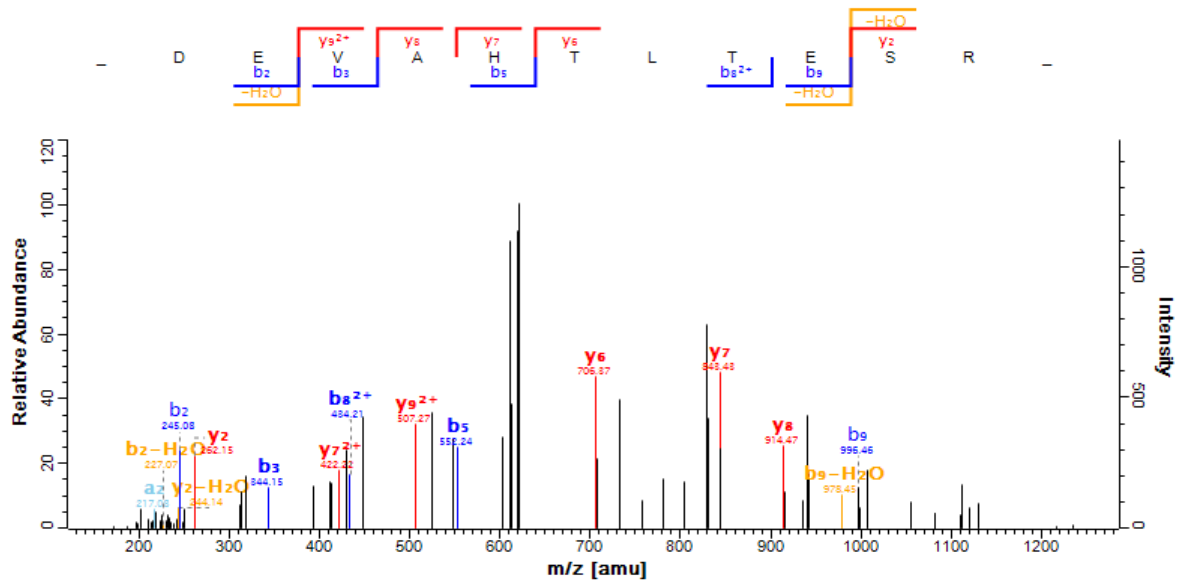 −H₂O
y₉²⁺ y₈ y₇ y₆ y₂
_ D E V A H T L T E S R _
b₂ b₃ b₅ b₈²⁺ b₉
−H₂O −H₂O
120
100
80
60
40
20
0
Relative Abundance
1000
500
0
Intensity
y₆
706.37
y₇
843.43
b₈²⁺
434.21
y₉²⁺
507.27
b₂
245.08
y₂
262.15
b₅
552.24
y₈
914.47
b₉
996.46
b₂−H₂O
227.07
y₇²⁺
422.22
b₃
344.15
b₉−H₂O
978.45
a₂
217.08
y₂−H₂O
244.14
200 300 400 500 600 700 800 900 1000 1100 1200
m/z [amu]